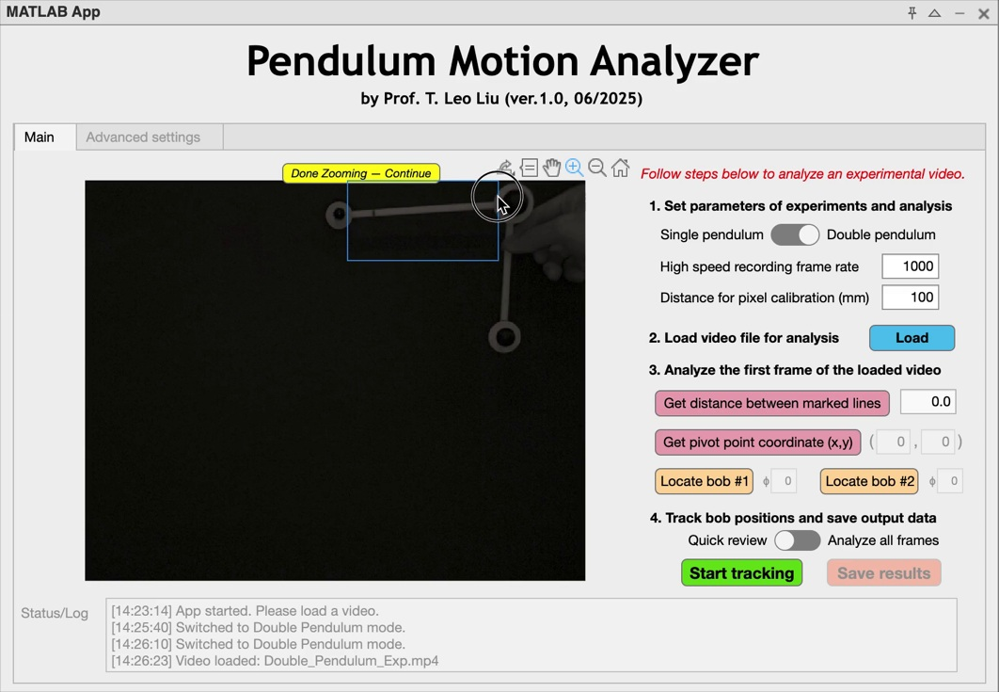 MATLAB App
Pendulum Motion Analyzer
by Prof. T. Leo Liu (ver.1.0, 06/2025)
Main
Advanced settings
Done Zooming — Continue
Follow steps below to analyze an experimental video.
1. Set parameters of experiments and analysis
Single pendulum Double pendulum
High speed recording frame rate 1000
Distance for pixel calibration (mm) 100
2. Load video file for analysis Load
3. Analyze the first frame of the loaded video
Get distance between marked lines 0.0
Get pivot point coordinate (x,y) ( 0 , 0 )
Locate bob #1 ϕ 0 Locate bob #2 ϕ 0
4. Track bob positions and save output data
Quick review Analyze all frames
Start tracking Save results
Status/Log
[14:23:14] App started. Please load a video.
[14:25:40] Switched to Double Pendulum mode.
[14:26:10] Switched to Double Pendulum mode.
[14:26:23] Video loaded: Double_Pendulum_Exp.mp4